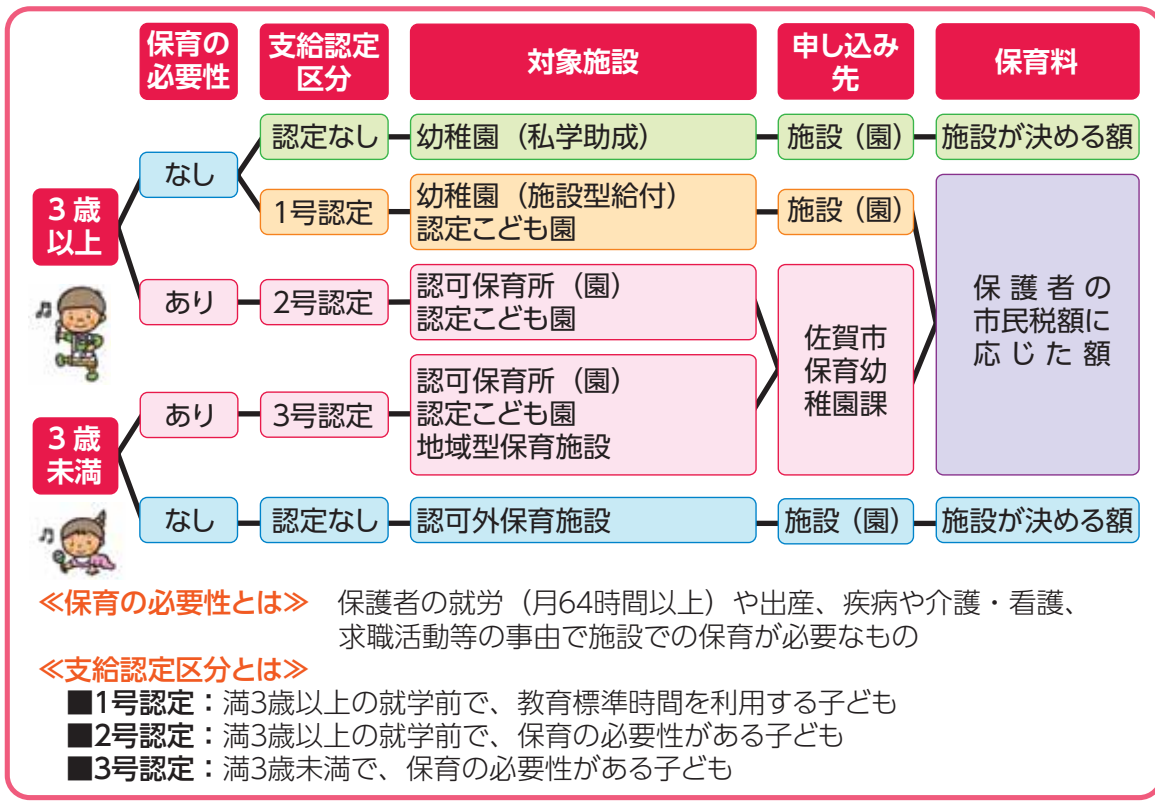 保育の
必要性
支給認定
区分
対象施設
申し込み
先
保育料
3歳
以上
なし
認定なし
幼稚園（私学助成）
施設（園）
施設が決める額
1号認定
幼稚園（施設型給付）
認定こども園
施設（園）
あり
2号認定
認可保育所（園）
認定こども園
佐賀市
保育幼
稚園課
保護者の
市民税額に
応じた額
3歳
未満
あり
3号認定
認可保育所（園）
認定こども園
地域型保育施設
なし
認定なし
認可外保育施設
施設（園）
施設が決める額
≪保育の必要性とは≫　保護者の就労（月64時間以上）や出産、疾病や介護・看護、
求職活動等の事由で施設での保育が必要なもの
≪支給認定区分とは≫
■1号認定：満3歳以上の就学前で、教育標準時間を利用する子ども
■2号認定：満3歳以上の就学前で、保育の必要性がある子ども
■3号認定：満3歳未満で、保育の必要性がある子ども